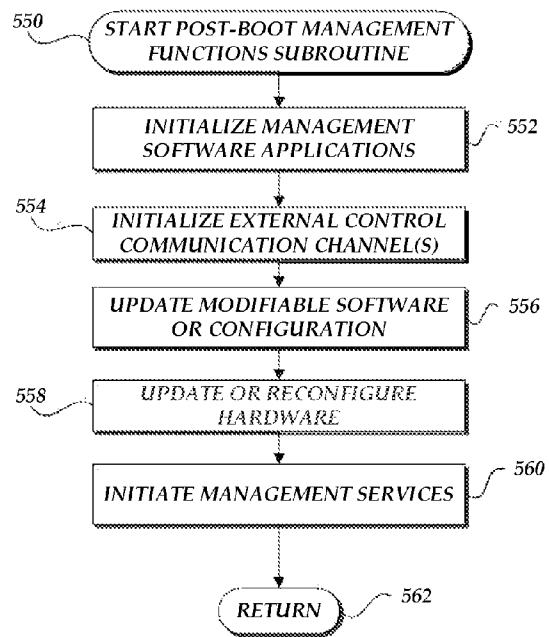 550
START POST-BOOT MANAGEMENT
FUNCTIONS SUBROUTINE
INITIALIZE MANAGEMENT
SOFTWARE APPLICATIONS
552
554
INITIALIZE EXTERNAL CONTROL
COMMUNICATION CHANNEL(S)
UPDATE MODIFIABLE SOFTWARE
OR CONFIGURATION
556
558
UPDATE OR RECONFIGURE
HARDWARE
INITIATE MANAGEMENT SERVICES
560
RETURN
562